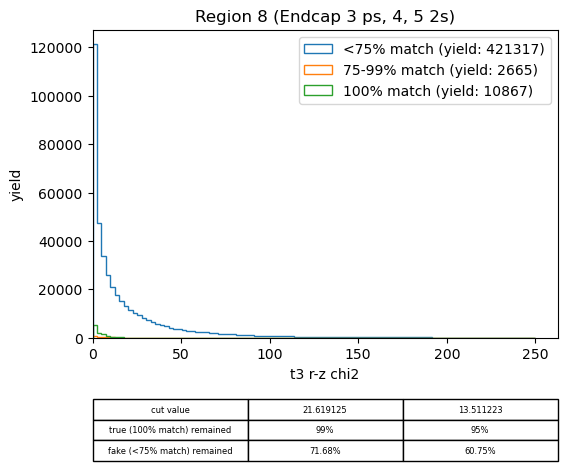 Region 8 (Endcap 3 ps, 4, 5 2s)
<75% match (yield: 421317)
75-99% match (yield: 2665)
100% match (yield: 10867)
yield
120000
100000
80000
60000
40000
20000
0
0 50 100 150 200 250
t3 r-z chi2
cut value 21.619125 13.511223
true (100% match) remained 99% 95%
fake (<75% match) remained 71.68% 60.75%